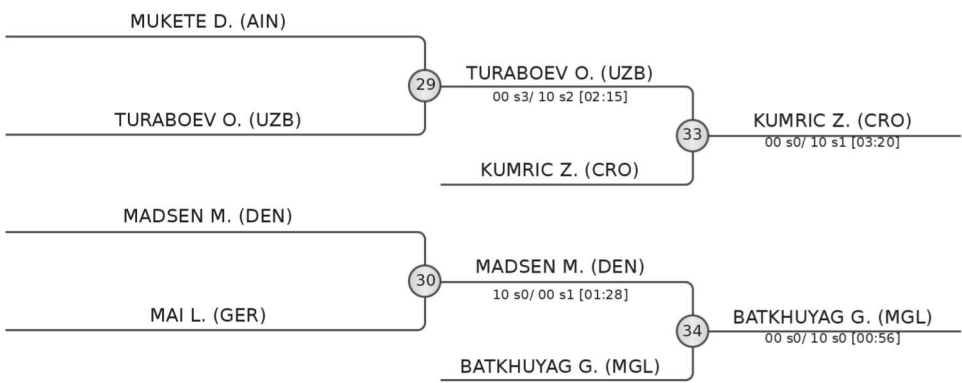 MUKETE D. (AIN)
29
TURABOEV O. (UZB)
00 s3/ 10 s2 [02:15]
TURABOEV O. (UZB)
33
KUMRIC Z. (CRO)
00 s0/ 10 s1 [03:20]
KUMRIC Z. (CRO)
MADSEN M. (DEN)
30
MADSEN M. (DEN)
10 s0/ 00 s1 [01:28]
MAI L. (GER)
34
BATKHUYAG G. (MGL)
00 s0/ 10 s0 [00:56]
BATKHUYAG G. (MGL)